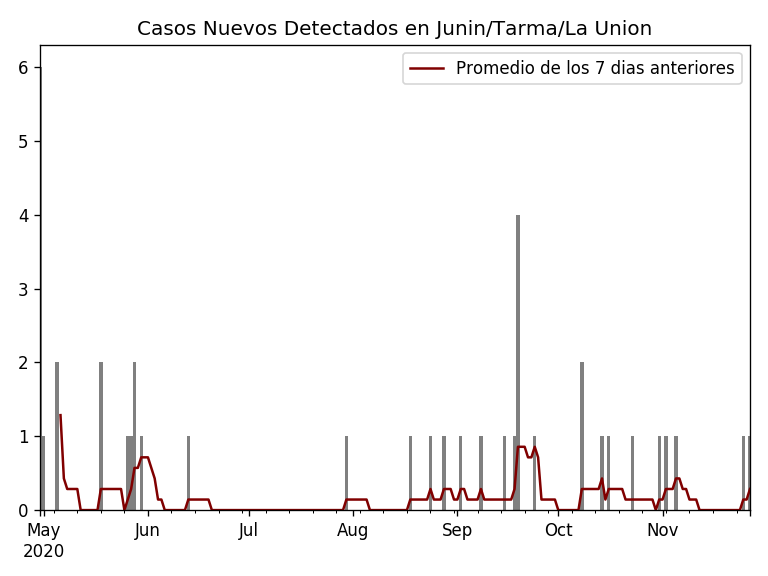 Casos Nuevos Detectados en Junin/Tarma/La Union
Promedio de los 7 dias anteriores
6
5
4
3
2
1
0
May Jun Jul Aug Sep Oct Nov
2020